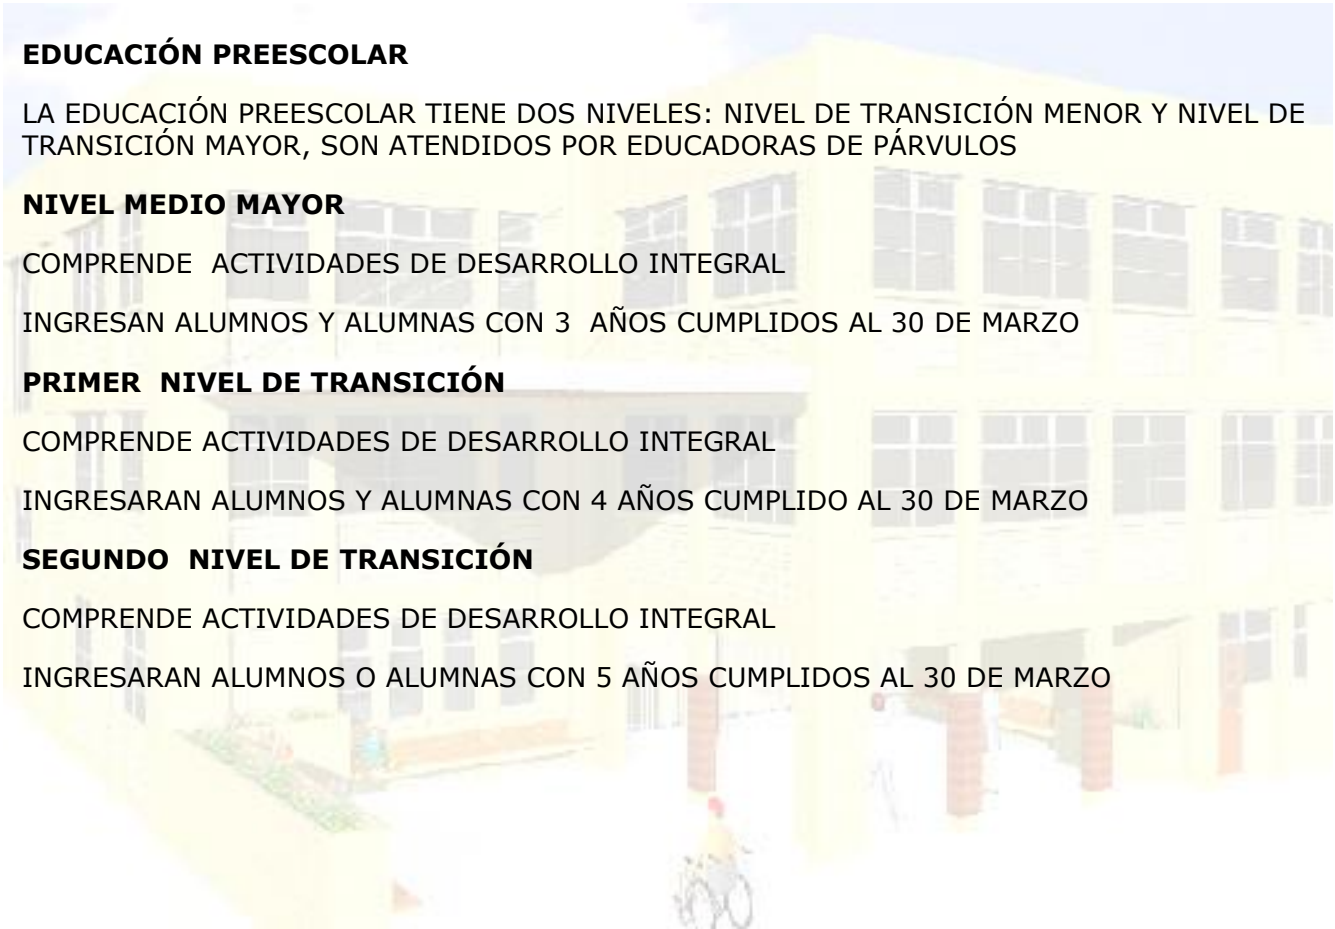 EDUCACIÓN PREESCOLAR
LA EDUCACIÓN PREESCOLAR TIENE DOS NIVELES: NIVEL DE TRANSICIÓN MENOR Y NIVEL DE
TRANSICIÓN MAYOR, SON ATENDIDOS POR EDUCADORAS DE PÁRVULOS
NIVEL MEDIO MAYOR
COMPRENDE  ACTIVIDADES DE DESARROLLO INTEGRAL
INGRESAN ALUMNOS Y ALUMNAS CON 3  AÑOS CUMPLIDOS AL 30 DE MARZO
PRIMER  NIVEL DE TRANSICIÓN
COMPRENDE ACTIVIDADES DE DESARROLLO INTEGRAL
INGRESARAN ALUMNOS Y ALUMNAS CON 4 AÑOS CUMPLIDO AL 30 DE MARZO
SEGUNDO  NIVEL DE TRANSICIÓN
COMPRENDE ACTIVIDADES DE DESARROLLO INTEGRAL
INGRESARAN ALUMNOS O ALUMNAS CON 5 AÑOS CUMPLIDOS AL 30 DE MARZO